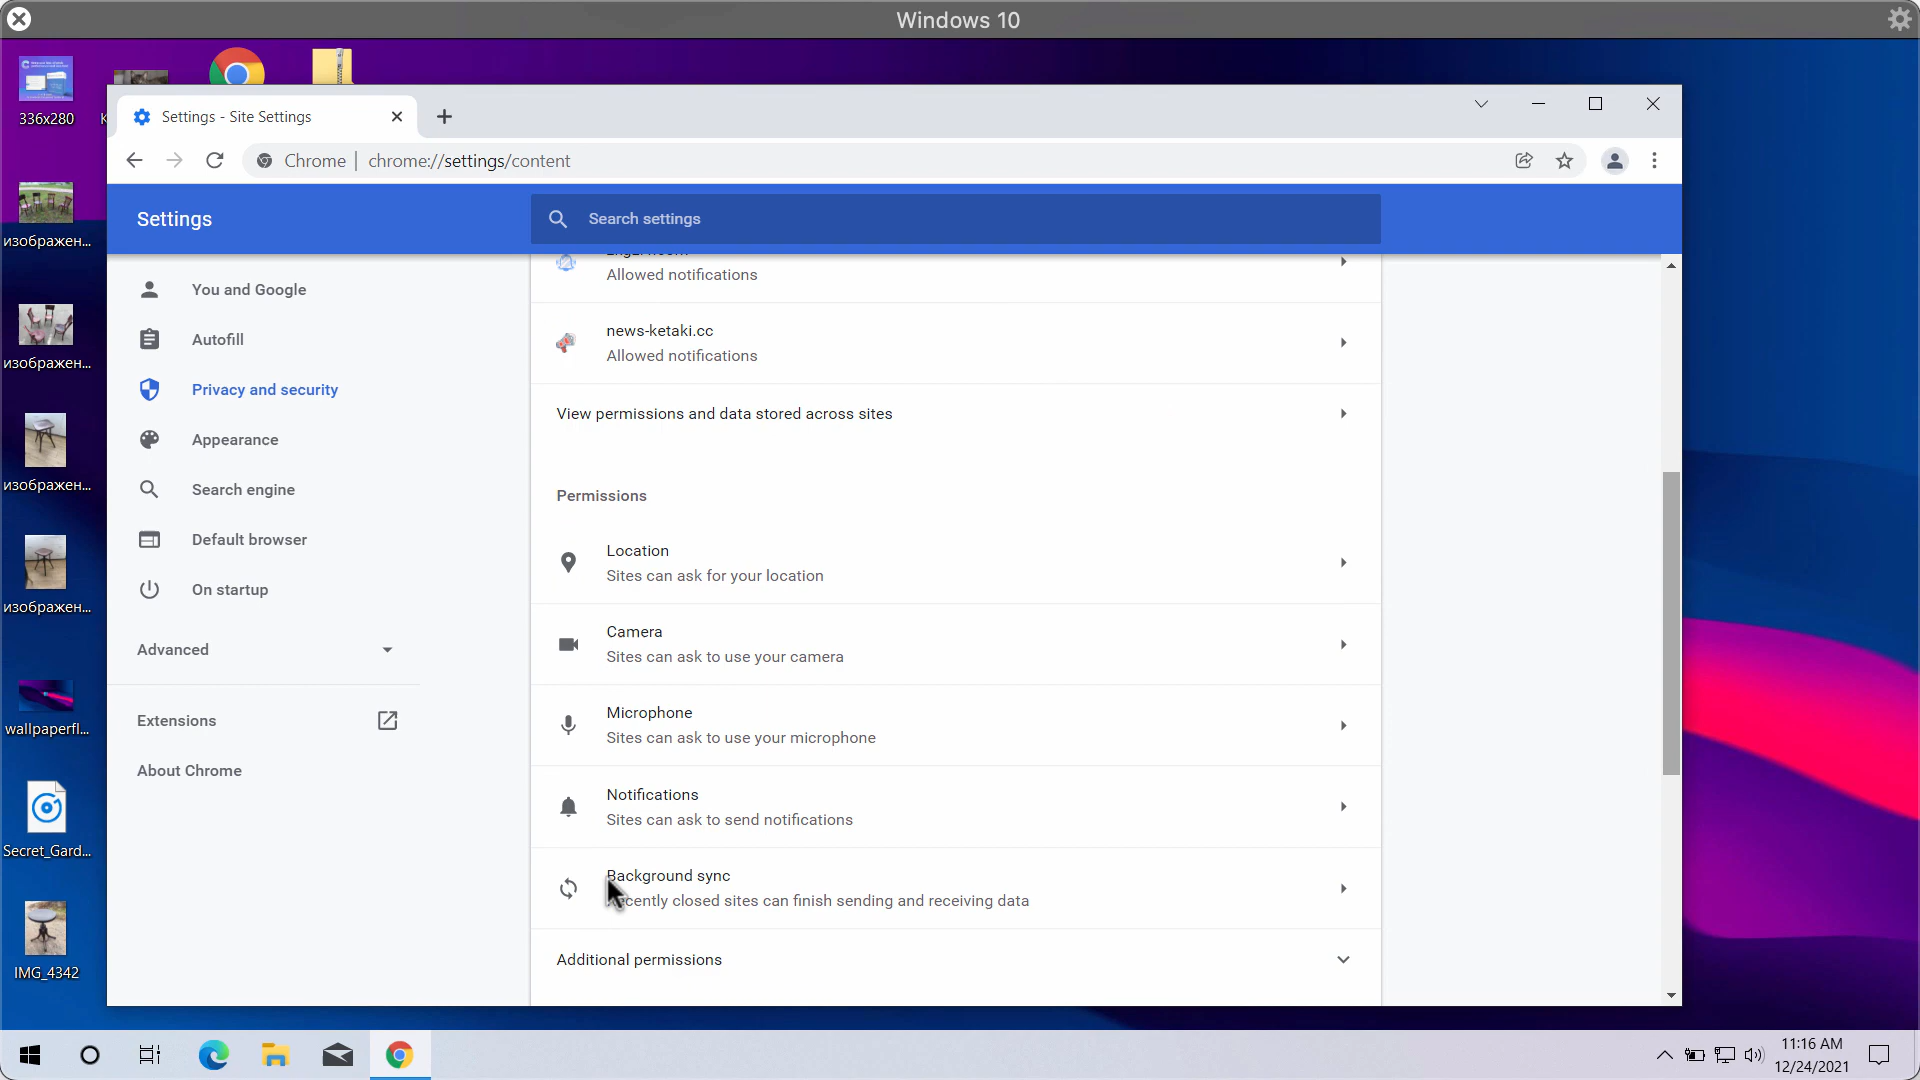 Windows 10
336x280
Settings - Site Settings
Chrome | chrome://settings/content
изображен...
Settings
Search settings
Allowed notifications
You and Google
news-ketaki.cc
Allowed notifications
Autofill
изображен...
Privacy and security
View permissions and data stored across sites
Appearance
изображен...
Search engine
Permissions
Default browser
Location
Sites can ask for your location
On startup
изображен...
Camera
Sites can ask to use your camera
Advanced
Extensions
wallpaperfl...
Microphone
Sites can ask to use your microphone
About Chrome
Notifications
Sites can ask to send notifications
Secret_Gard...
Background sync
cently closed sites can finish sending and receiving data
Additional permissions
IMG_4342
11:16 AM
12/24/2021